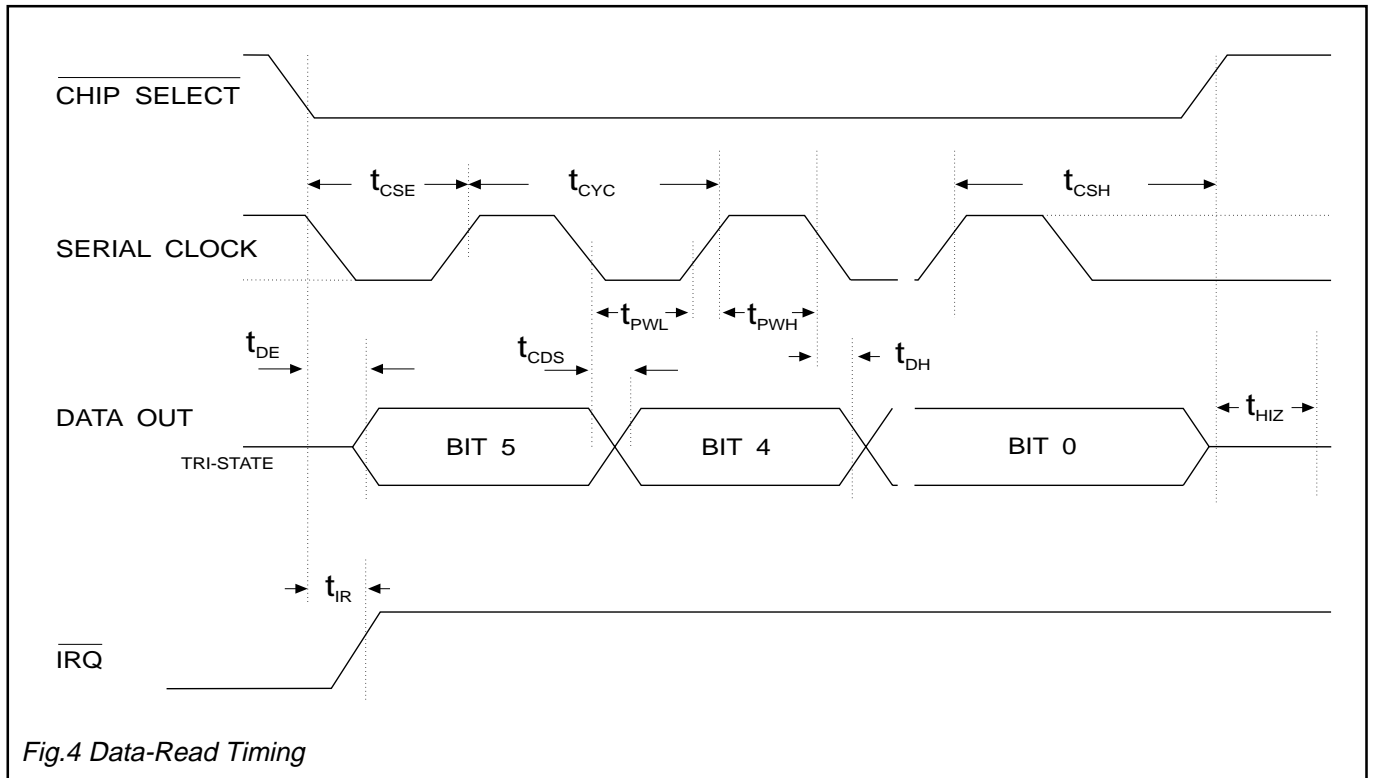 CHIP SELECT
tCSE
tCYC
tCSH
SERIAL CLOCK
tPWL
tPWH
tDE
tCDS
tDH
DATA OUT
tHIZ
BIT 5
BIT 4
BIT 0
TRI-STATE
tIR
IRQ
Fig.4 Data-Read Timing